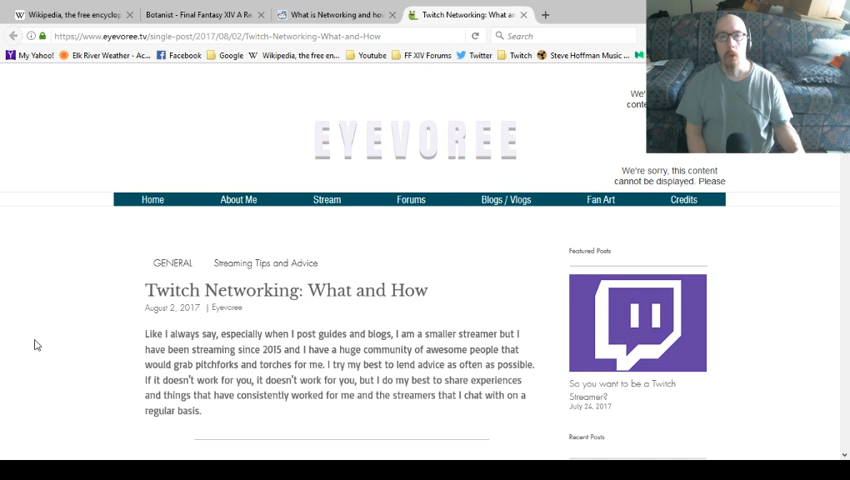 Wikipedia, the free encyclop
Botanist - Final Fantasy XIV A Re
What is Networking and hou
Twitch Networking: What an
https://www.eyevoree.tv/single-post/2017/08/02/Twitch-Networking-What-and-How
Search
My Yahoo!
Elk River Weather - Ac...
Facebook
Google
Wikipedia, the free en...
Youtube
FF XIV Forums
Twitter
Twitch
Steve Hoffman Music ...
We'
conte
EYEVOREE
We're sorry, this content
cannot be displayed. Please
Home About Me Stream Forums Blogs / Vlogs Fan Art Credits
GENERAL Streaming Tips and Advice
Twitch Networking: What and How
August 2, 2017 | Eyevoree
Like I always say, especially when I post guides and blogs, I am a smaller streamer but I
have been streaming since 2015 and I have a huge community of awesome people that
would grab pitchforks and torches for me. I try my best to lend advice as often as possible.
If it doesn't work for you, it doesn't work for you, but I do my best to share experiences
and things that have consistently worked for me and the streamers that I chat with on a
regular basis.
Featured Posts
So you want to be a Twitch
Streamer?
July 24, 2017
Recent Posts